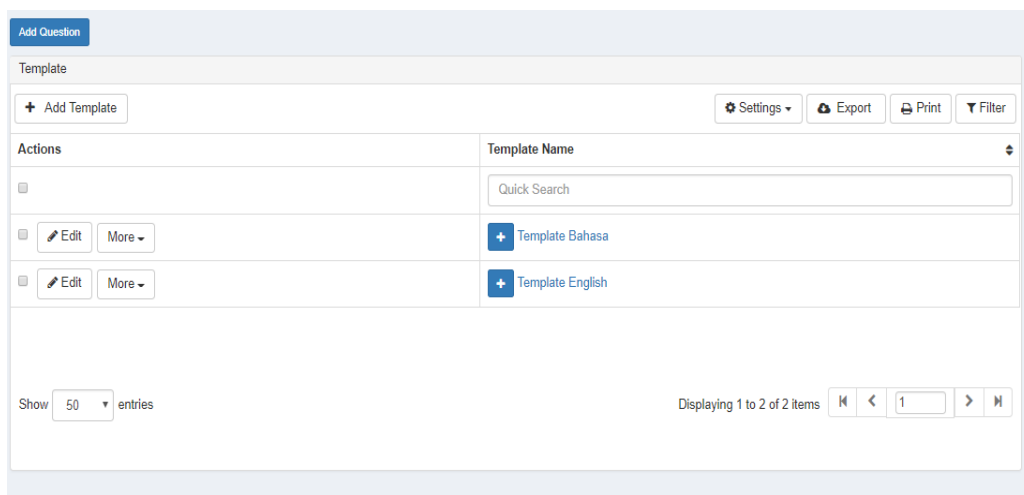 Add Question
Template
Add Template Settings Export Print Filter
Actions Template Name
Quick Search
Edit More Template Bahasa
Edit More Template English
Show 50 entries Displaying 1 to 2 of 2 items 1